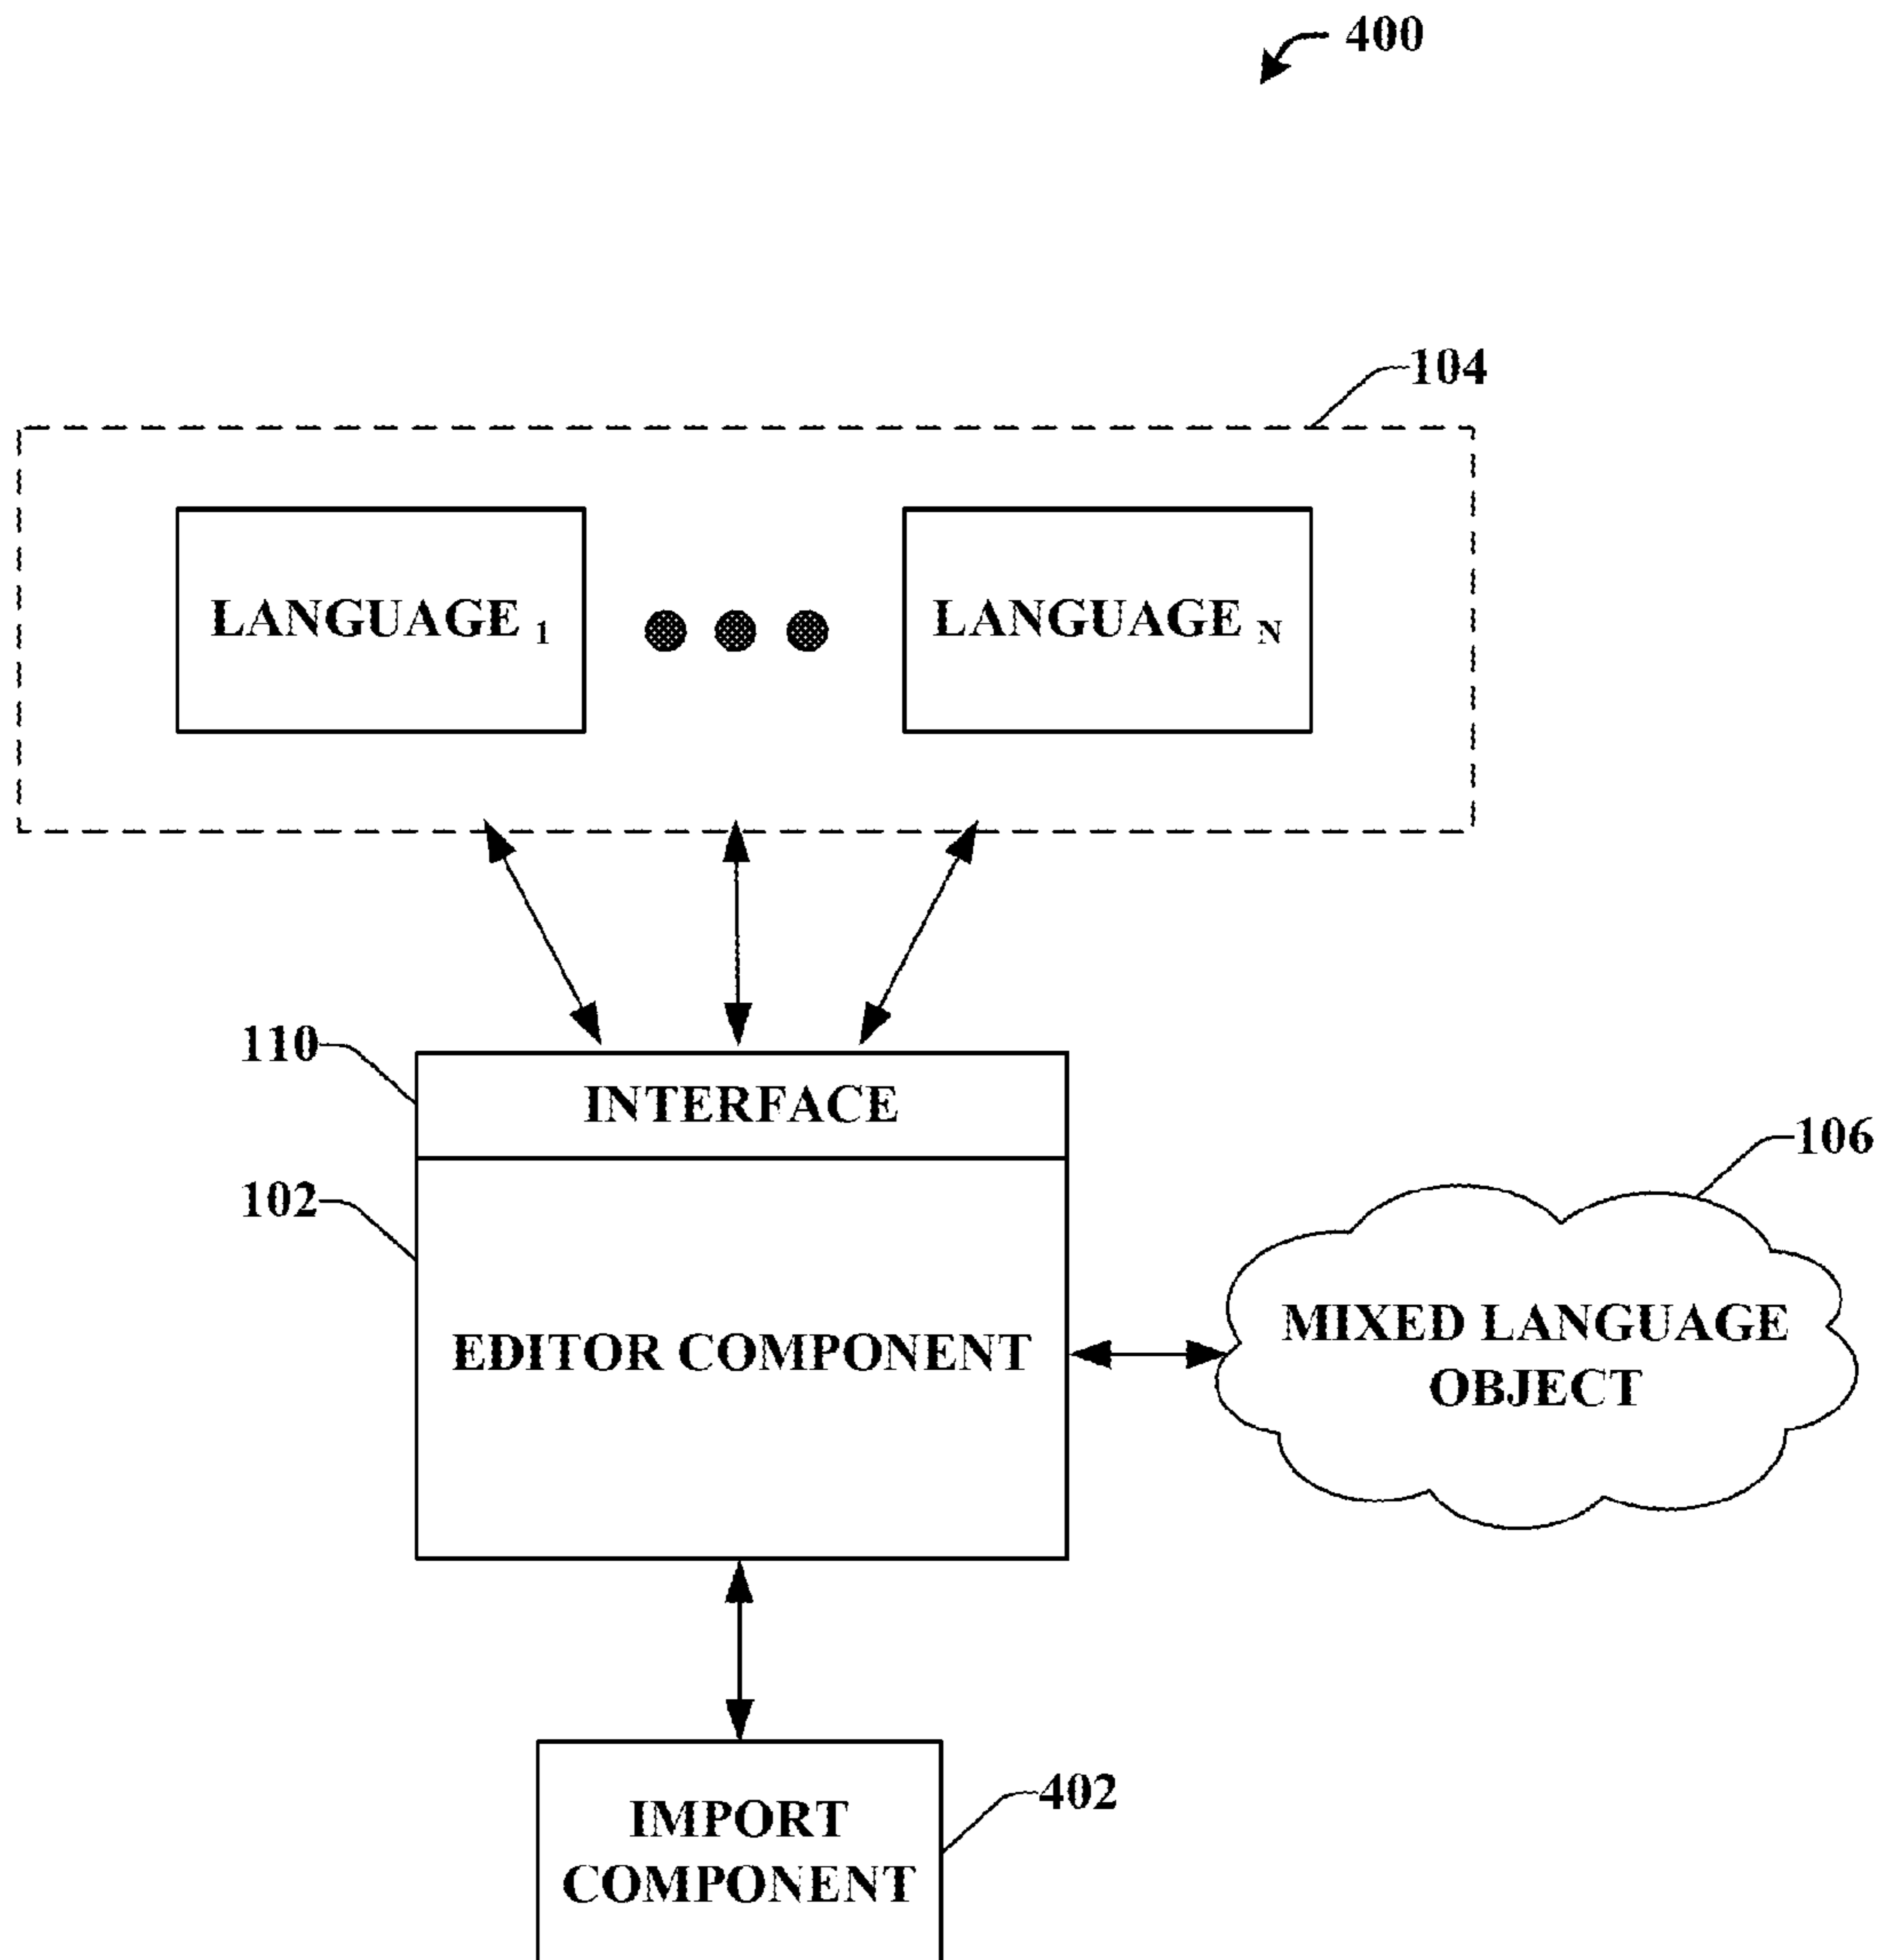 400
104
LANGUAGE 1
LANGUAGE N
110
INTERFACE
102
106
EDITOR COMPONENT
MIXED LANGUAGE
OBJECT
402
IMPORT
COMPONENT